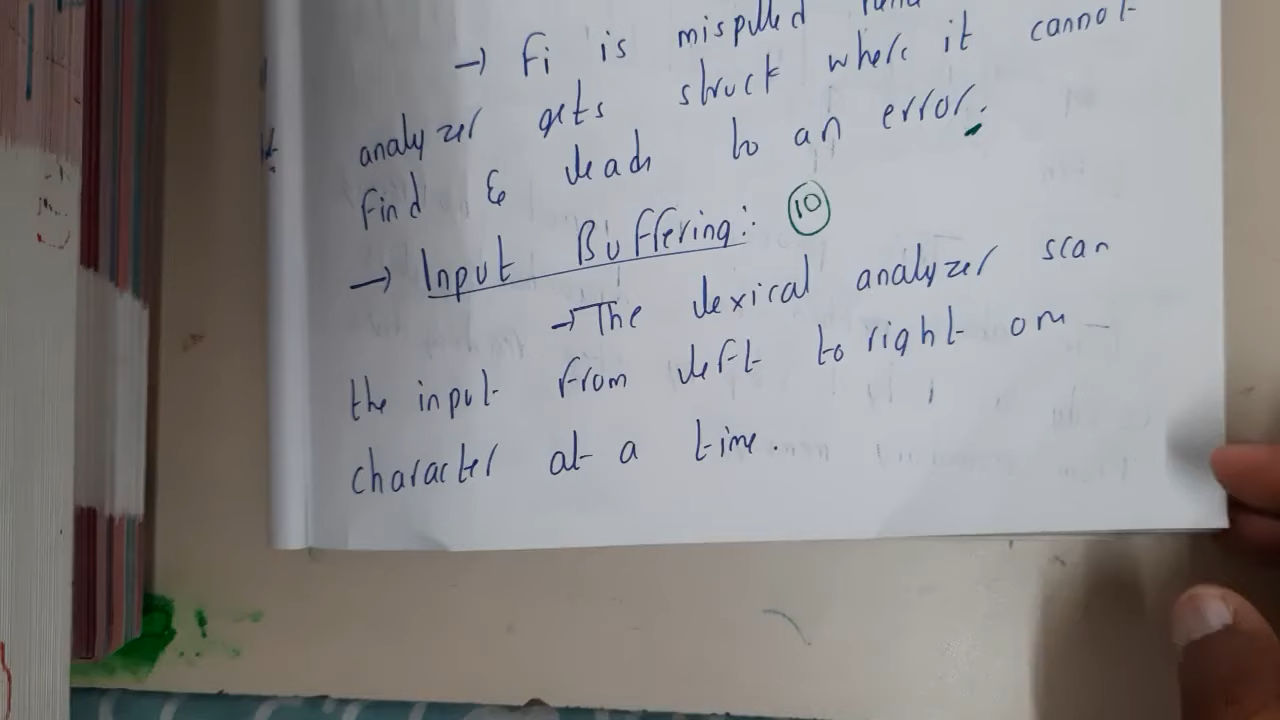 → fi is mispulled
analyzer gets struck where it cannot
find & leads to an error.
→ Input Buffering: 10
→ The lexical analyzer scan
the input from left to right one
character at a time.